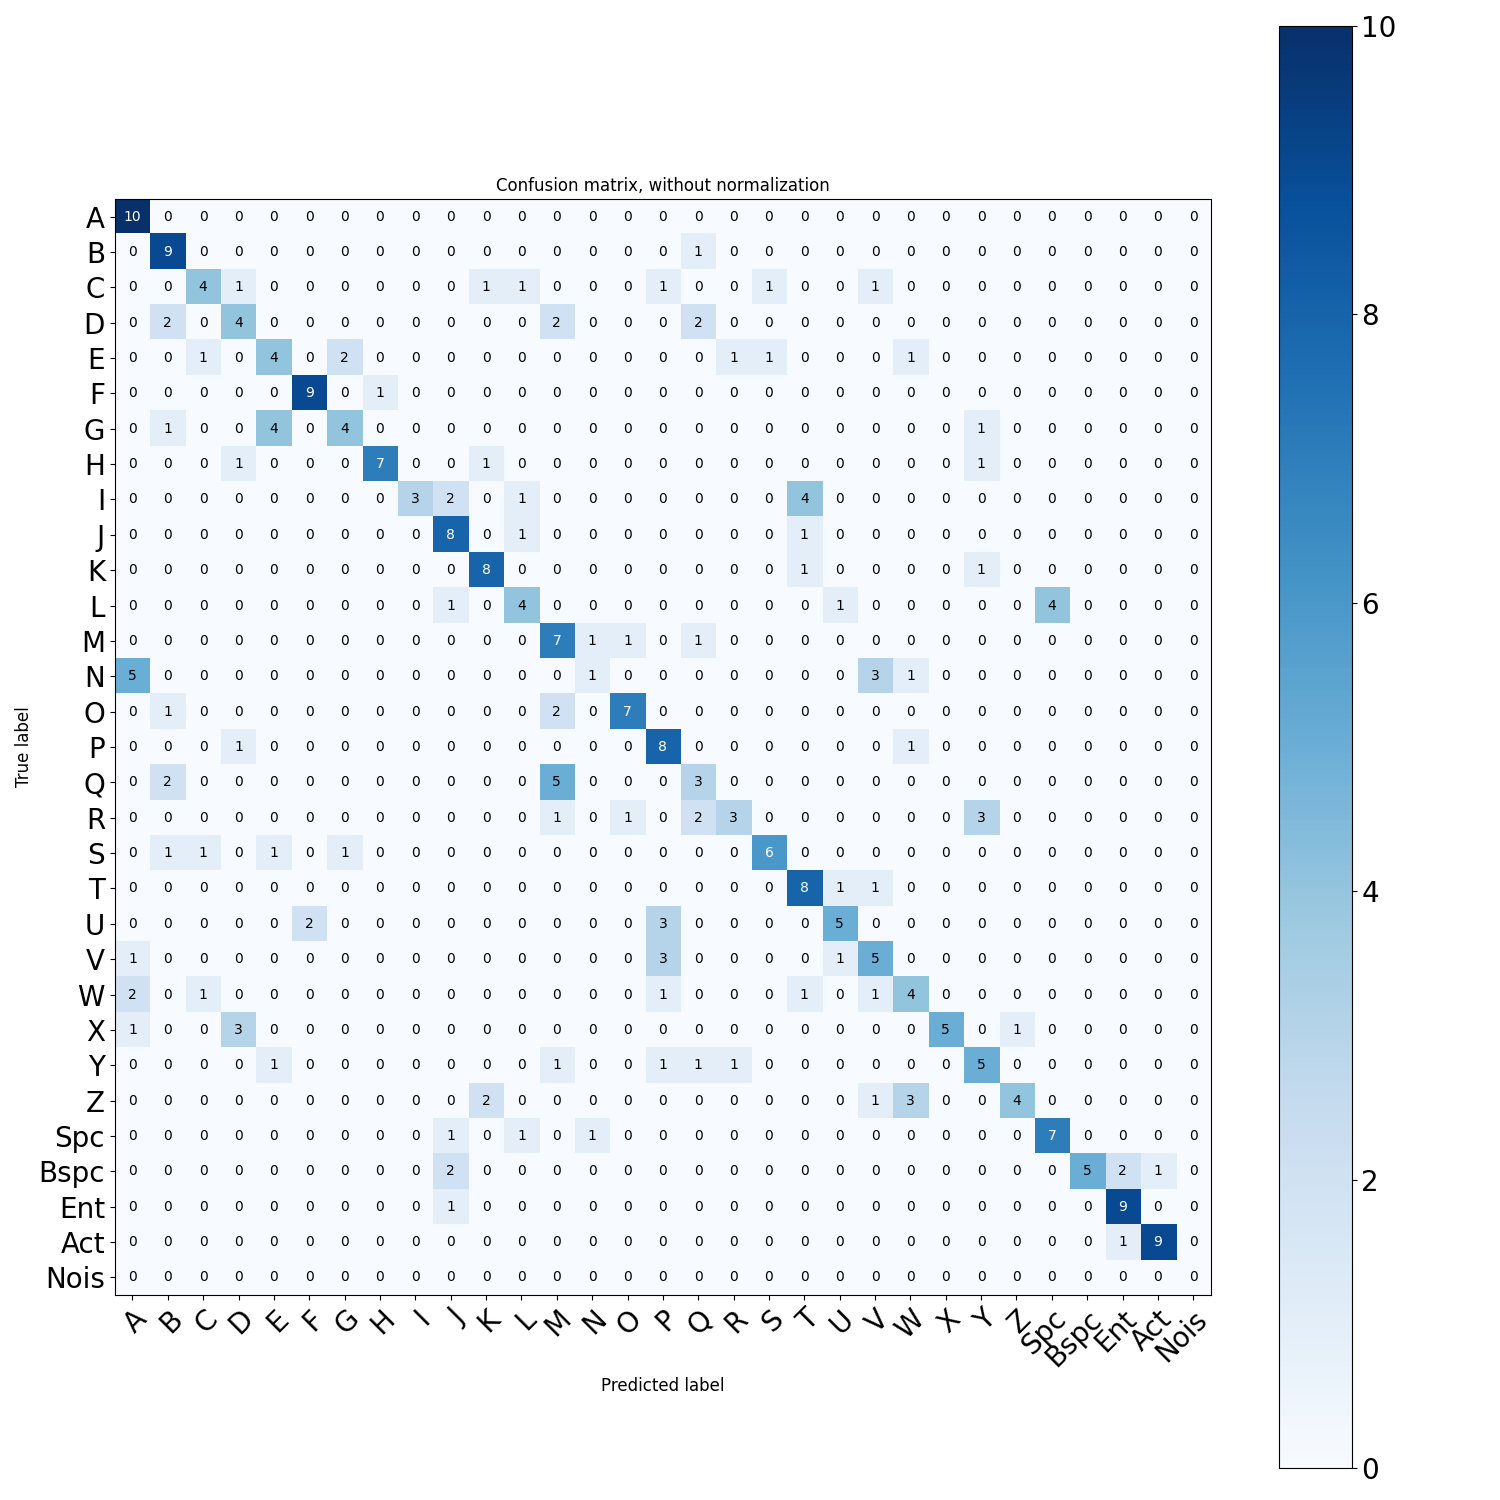 Confusion matrix, without normalization
A 10 0 0 0 0 0 0 0 0 0 0 0 0 0 0 0 0 0 0 0 0 0 0 0 0 0 0 0 0 0 0
B 0 9 0 0 0 0 0 0 0 0 0 0 0 0 0 0 1 0 0 0 0 0 0 0 0 0 0 0 0 0 0
C 0 0 4 1 0 0 0 0 0 0 1 1 0 0 0 1 0 0 1 0 0 1 0 0 0 0 0 0 0 0 0
D 0 2 0 4 0 0 0 0 0 0 0 0 2 0 0 0 2 0 0 0 0 0 0 0 0 0 0 0 0 0 0
E 0 0 1 0 4 0 2 0 0 0 0 0 0 0 0 0 0 1 1 0 0 0 1 0 0 0 0 0 0 0 0
F 0 0 0 0 0 9 0 1 0 0 0 0 0 0 0 0 0 0 0 0 0 0 0 0 0 0 0 0 0 0 0
G 0 1 0 0 4 0 4 0 0 0 0 0 0 0 0 0 0 0 0 0 0 0 0 0 1 0 0 0 0 0 0
H 0 0 0 1 0 0 0 7 0 0 1 0 0 0 0 0 0 0 0 0 0 0 0 0 1 0 0 0 0 0 0
I 0 0 0 0 0 0 0 0 3 2 0 1 0 0 0 0 0 0 0 4 0 0 0 0 0 0 0 0 0 0 0
J 0 0 0 0 0 0 0 0 0 8 0 1 0 0 0 0 0 0 0 1 0 0 0 0 0 0 0 0 0 0 0
K 0 0 0 0 0 0 0 0 0 0 8 0 0 0 0 0 0 0 0 1 0 0 0 0 1 0 0 0 0 0 0
L 0 0 0 0 0 0 0 0 0 1 0 4 0 0 0 0 0 0 0 0 1 0 0 0 0 0 4 0 0 0 0
M 0 0 0 0 0 0 0 0 0 0 0 0 7 1 1 0 1 0 0 0 0 0 0 0 0 0 0 0 0 0 0
N 5 0 0 0 0 0 0 0 0 0 0 0 0 1 0 0 0 0 0 0 0 3 1 0 0 0 0 0 0 0 0
O 0 1 0 0 0 0 0 0 0 0 0 0 2 0 7 0 0 0 0 0 0 0 0 0 0 0 0 0 0 0 0
P 0 0 0 1 0 0 0 0 0 0 0 0 0 0 0 8 0 0 0 0 0 0 1 0 0 0 0 0 0 0 0
Q 0 2 0 0 0 0 0 0 0 0 0 0 5 0 0 0 3 0 0 0 0 0 0 0 0 0 0 0 0 0 0
R 0 0 0 0 0 0 0 0 0 0 0 0 1 0 1 0 2 3 0 0 0 0 0 0 3 0 0 0 0 0 0
S 0 1 1 0 1 0 1 0 0 0 0 0 0 0 0 0 0 0 6 0 0 0 0 0 0 0 0 0 0 0 0
T 0 0 0 0 0 0 0 0 0 0 0 0 0 0 0 0 0 0 0 8 1 1 0 0 0 0 0 0 0 0 0
U 0 0 0 0 0 2 0 0 0 0 0 0 0 0 0 3 0 0 0 0 5 0 0 0 0 0 0 0 0 0 0
V 1 0 0 0 0 0 0 0 0 0 0 0 0 0 0 3 0 0 0 0 1 5 0 0 0 0 0 0 0 0 0
W 2 0 1 0 0 0 0 0 0 0 0 0 0 0 0 1 0 0 0 1 0 1 4 0 0 0 0 0 0 0 0
X 1 0 0 3 0 0 0 0 0 0 0 0 0 0 0 0 0 0 0 0 0 0 0 5 0 1 0 0 0 0 0
Y 0 0 0 0 1 0 0 0 0 0 0 0 1 0 0 1 1 1 0 0 0 0 0 0 5 0 0 0 0 0 0
Z 0 0 0 0 0 0 0 0 0 0 2 0 0 0 0 0 0 0 0 0 0 1 3 0 0 4 0 0 0 0 0
Spc 0 0 0 0 0 0 0 0 0 1 0 1 0 1 0 0 0 0 0 0 0 0 0 0 0 0 7 0 0 0 0
Bspc 0 0 0 0 0 0 0 0 0 2 0 0 0 0 0 0 0 0 0 0 0 0 0 0 0 0 0 5 2 1 0
Ent 0 0 0 0 0 0 0 0 0 1 0 0 0 0 0 0 0 0 0 0 0 0 0 0 0 0 0 0 9 0 0
Act 0 0 0 0 0 0 0 0 0 0 0 0 0 0 0 0 0 0 0 0 0 0 0 0 0 0 0 0 1 9 0
Nois 0 0 0 0 0 0 0 0 0 0 0 0 0 0 0 0 0 0 0 0 0 0 0 0 0 0 0 0 0 0 0
A B C D E F G H I J K L M N O P Q R S T U V W X Y Z Spc Bspc Ent Act Nois
Predicted label
True label
10
8
6
4
2
0